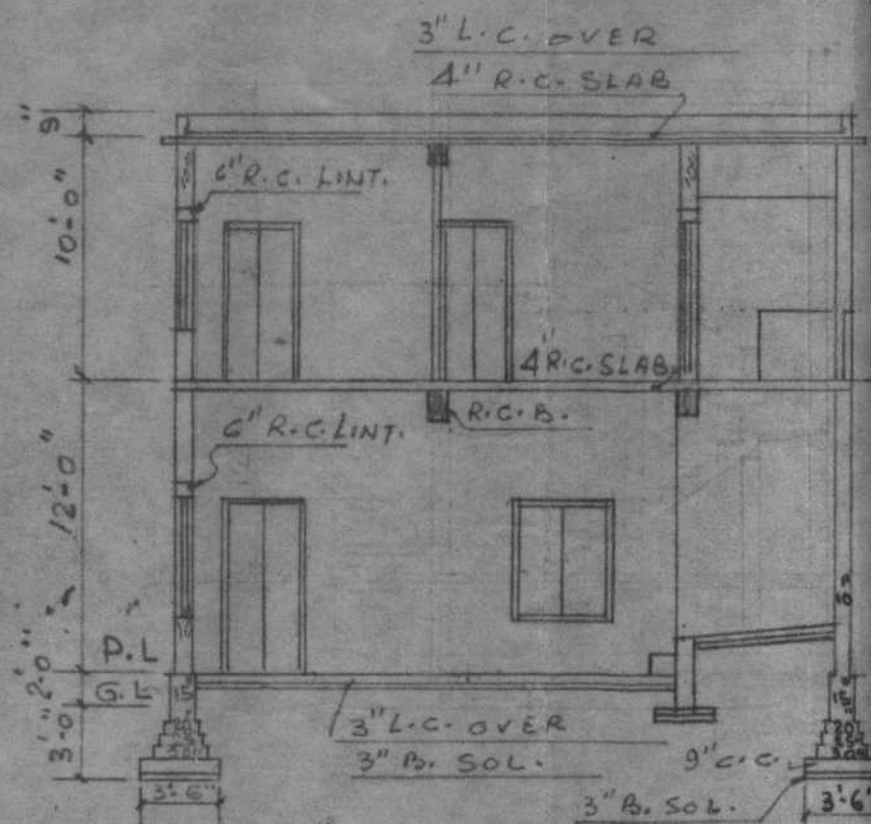 3" L.C. OVER
4" R.C. SLAB
9"
6" R.C. LINT.
10'-0"
4" R.C. SLAB
R.C.B.
6" R.C. LINT.
12'-0"
P.L
2'-0"
G.L
3'-0"
3" L.C. OVER
3" B. SOL.
9" C.C.
3" B. SOL.
3'-6"
3'-6"